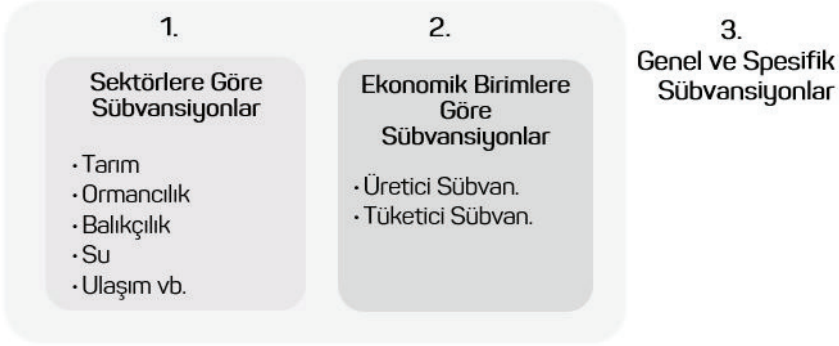 1.
Sektörlere Göre
Sübvansiyonlar
· Tarım
· Ormancılık
· Balıkçılık
· Su
· Ulaşım vb.
2.
Ekonomik Birimlere
Göre
Sübvansiyonlar
· Üretici Sübvan.
· Tüketici Sübvan.
3.
Genel ve Spesifik
Sübvansiyonlar